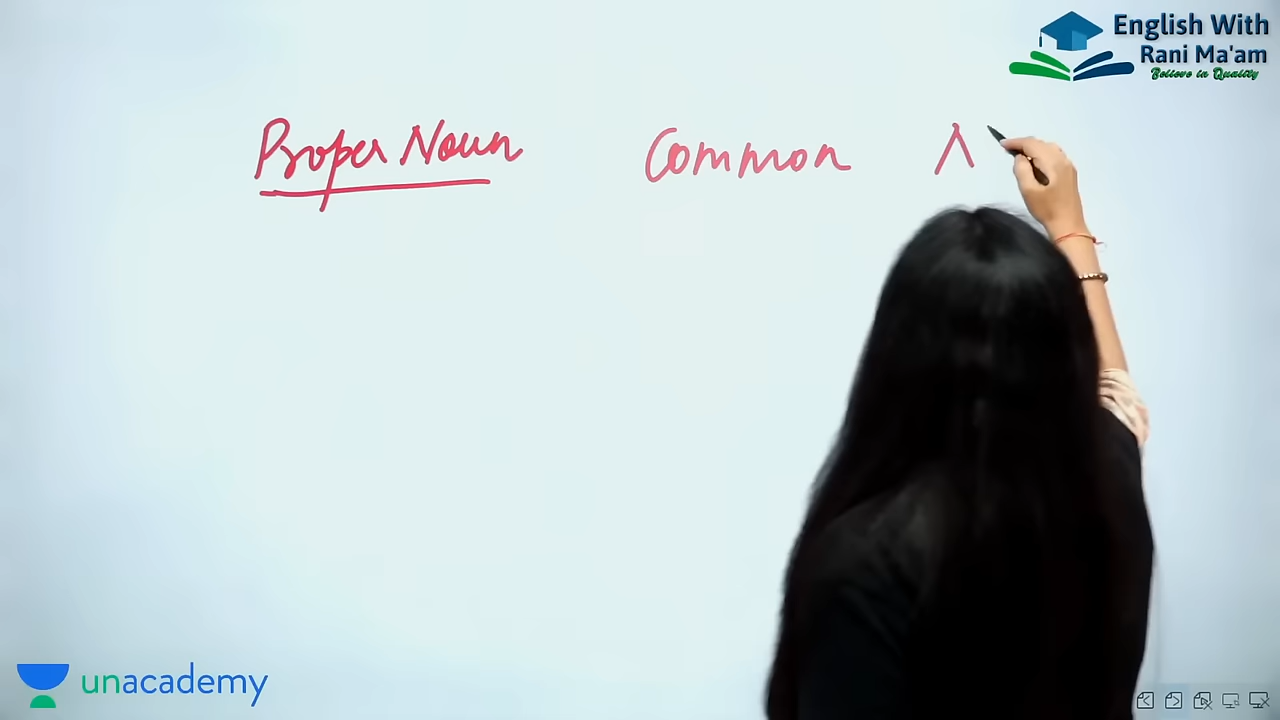 English With
Rani Ma'am
Believe in Quality
Proper Noun Common
unacademy